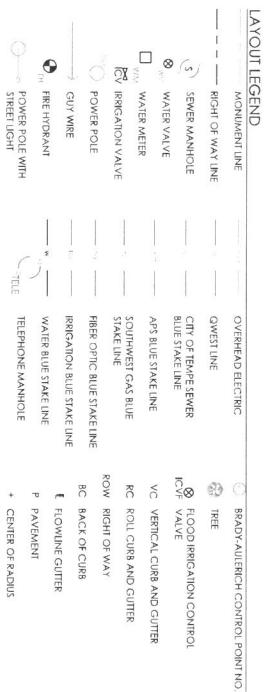 LAYOUT LEGEND
MONUMENT LINE
RIGHT OF WAY LINE
S SEWER MANHOLE
WATER VALVE
WM WATER METER
ICV IRRIGATION VALVE
POWER POLE
GUY WIRE
FH FIRE HYDRANT
POWER POLE WITH
STREET LIGHT
OVERHEAD ELECTRIC
QWEST LINE
CITY OF TEMPE SEWER
BLUE STAKE LINE
APS BLUE STAKE LINE
SOUTHWEST GAS BLUE
STAKE LINE
FIBER OPTIC BLUE STAKE LINE
IRRIGATION BLUE STAKE LINE
W WATER BLUE STAKE LINE
TELE TELEPHONE MANHOLE
BRADY-AULERICH CONTROL POINT NO.
TREE
ICVF FLOOD IRRIGATION CONTROL
VALVE
VC VERTICAL CURB AND GUTTER
RC ROLL CURB AND GUTTER
ROW RIGHT OF WAY
BC BACK OF CURB
FLOWLINE GUTTER
P PAVEMENT
+ CENTER OF RADIUS